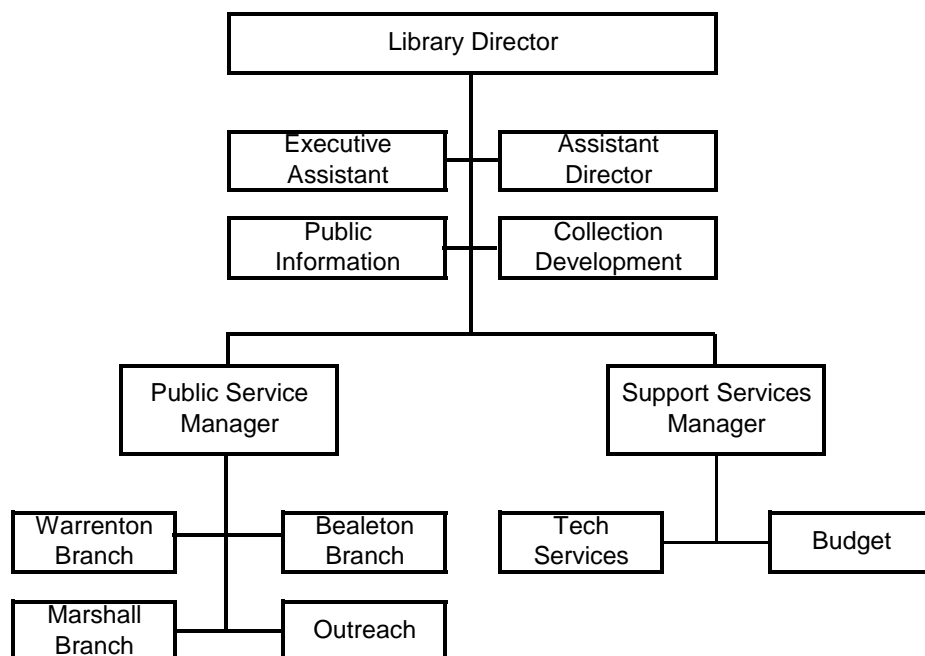 Library Director
Executive
Assistant
Assistant
Director
Public
Information
Collection
Development
Public Service
Manager
Support Services
Manager
Warrenton
Branch
Bealeton
Branch
Tech
Services
Budget
Marshall
Branch
Outreach